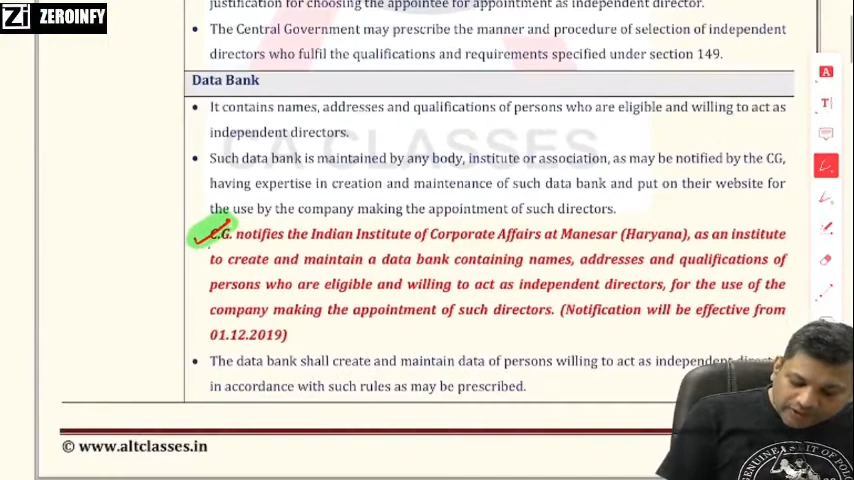 Zi ZEROINFY
justification for choosing the appointee for appointment as independent director.
• The Central Government may prescribe the manner and procedure of selection of independent
directors who fulfil the qualifications and requirements specified under section 149.
Data Bank
• It contains names, addresses and qualifications of persons who are eligible and willing to act as
independent directors.
CA CLASSES
• Such data bank is maintained by any body, institute or association, as may be notified by the CG,
having expertise in creation and maintenance of such data bank and put on their website for
the use by the company making the appointment of such directors.
C.G. notifies the Indian Institute of Corporate Affairs at Manesar (Haryana), as an institute
to create and maintain a data bank containing names, addresses and qualifications of
persons who are eligible and willing to act as independent directors, for the use of the
company making the appointment of such directors. (Notification will be effective from
01.12.2019)
• The data bank shall create and maintain data of persons willing to act as independent
in accordance with such rules as may be prescribed.
© www.altclasses.in